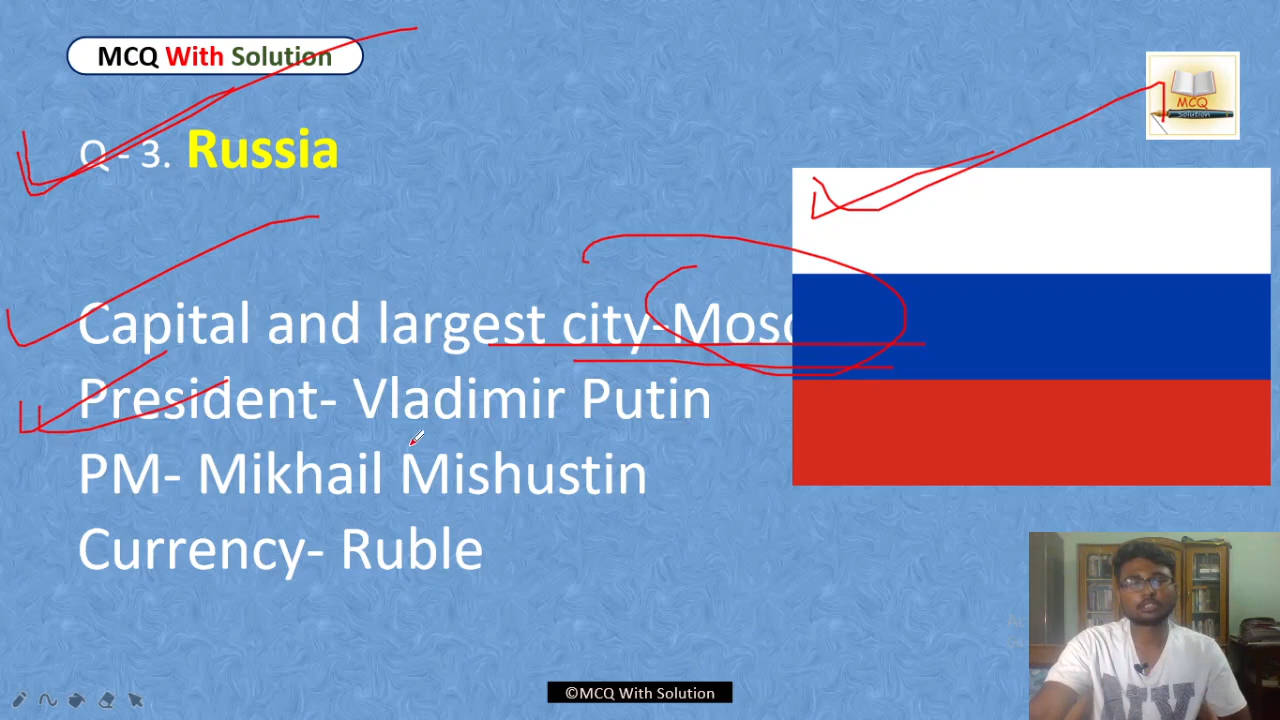 MCQ With Solution
MCQ
Solution
Q - 3. Russia
Capital and largest city-Mosc
President- Vladimir Putin
PM- Mikhail Mishustin
Currency- Ruble
©MCQ With Solution